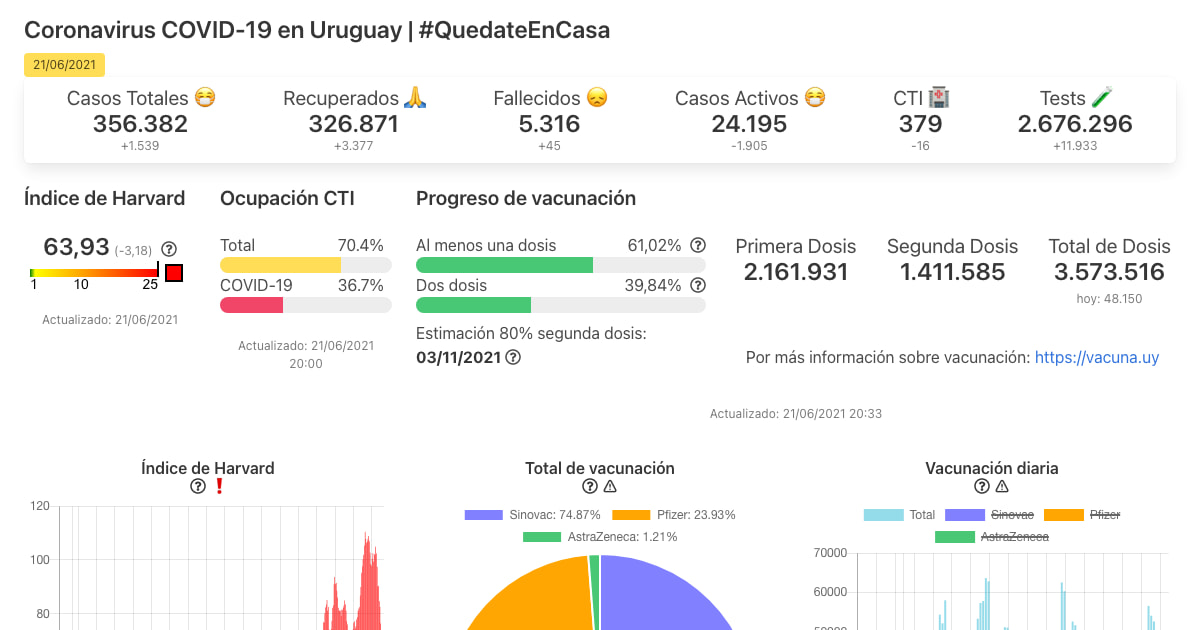 Coronavirus COVID-19 en Uruguay | #QuedateEnCasa
21/06/2021
Casos Totales 😷 Recuperados 🙏 Fallecidos 😞 Casos Activos 😷 CTI 🏥 Tests 🧪
356.382 326.871 5.316 24.195 379 2.676.296
+1.539 +3.377 +45 -1.905 -16 +11.933
Índice de Harvard Ocupación CTI Progreso de vacunación
63,93 (-3,18) ?
1 10 25
Actualizado: 21/06/2021
Total 70.4%
COVID-19 36.7%
Actualizado: 21/06/2021
20:00
Al menos una dosis 61,02% ?
Dos dosis 39,84% ?
Estimación 80% segunda dosis:
03/11/2021 ?
Primera Dosis Segunda Dosis Total de Dosis
2.161.931 1.411.585 3.573.516
hoy: 48.150
Por más información sobre vacunación: https://vacuna.uy
Actualizado: 21/06/2021 20:33
Índice de Harvard
? ❗
120
100
80
Total de vacunación
? ⚠
Sinovac: 74.87% Pfizer: 23.93%
AstraZeneca: 1.21%
Vacunación diaria
? ⚠
Total Sinovac Pfizer
AstraZeneca
70000
60000
50000